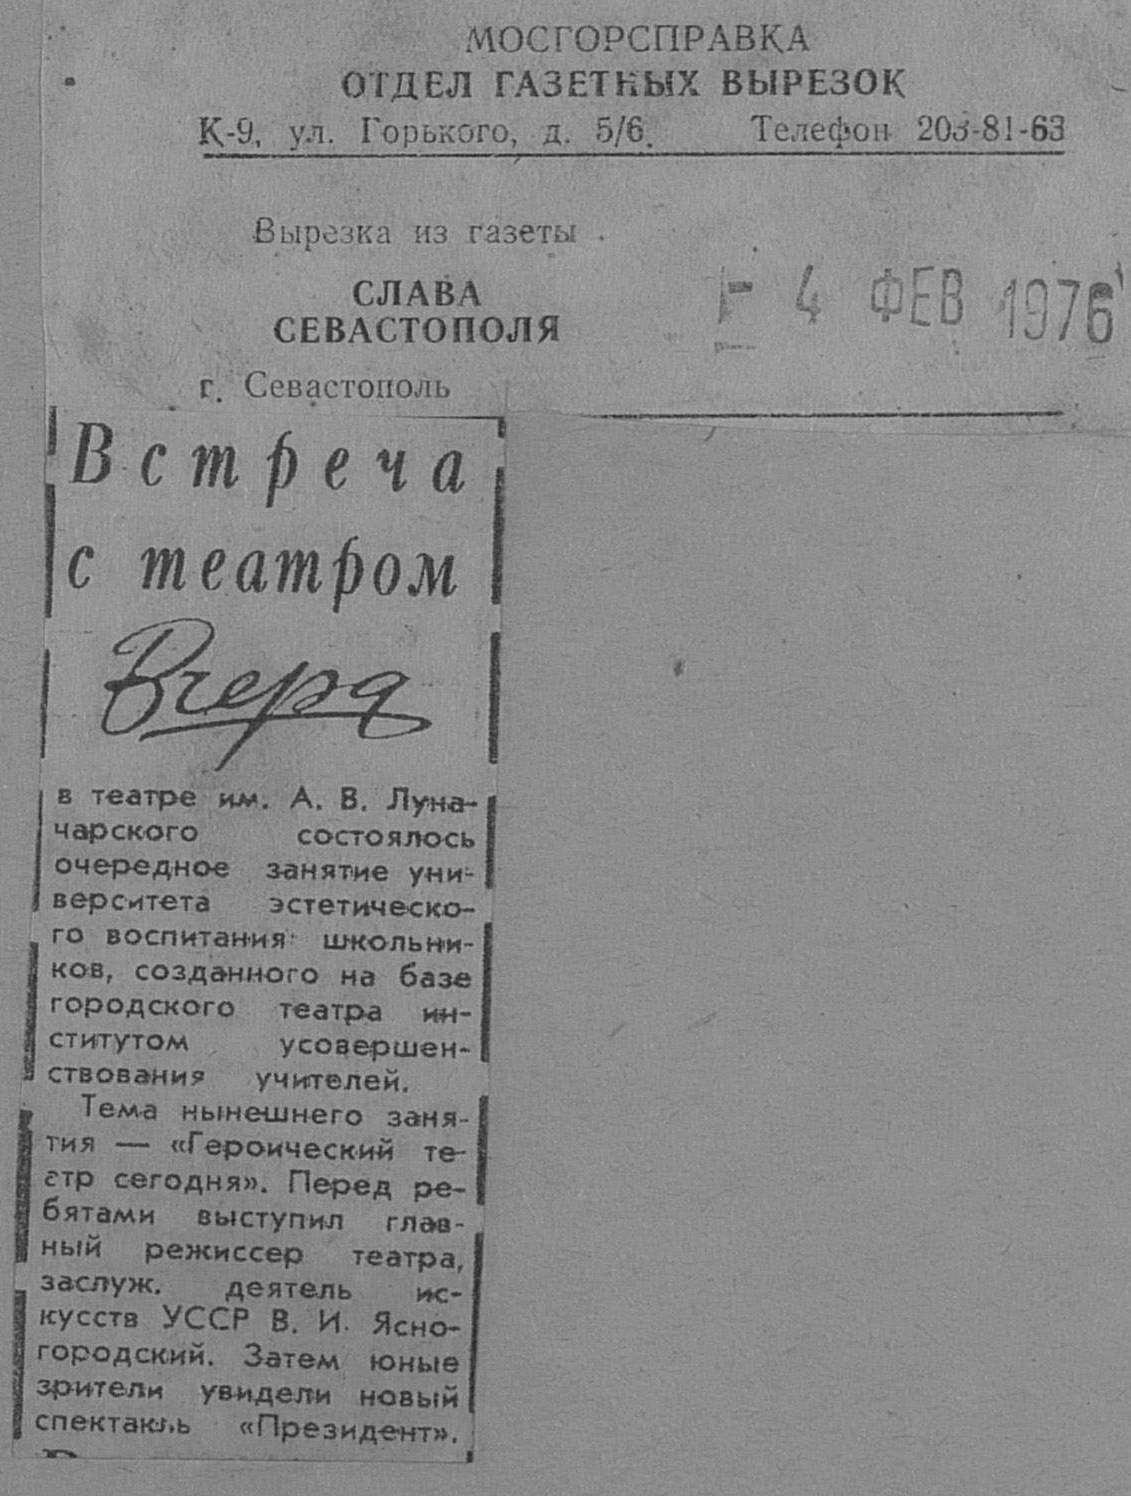 МОСГОРСПРАВКА
ОТДЕЛ ГАЗЕТНЫХ ВЫРЕЗОК
К-9, ул. Горького, д. 5/6. Телефон 203-81-63
Вырезка из газеты
СЛАВА
СЕВАСТОПОЛЯ
- 4 ФЕВ 1976
г. Севастополь
Встреча
с театром
Вчера
в театре им. А. В. Луна-
чарского состоялось
очередное занятие уни-
верситета эстетическо-
го воспитания школьни-
ков, созданного на базе
городского театра ин-
ститутом усовершен-
ствования учителей.
Тема нынешнего заня-
тия — «Героический те-
атр сегодня». Перед ре-
бятами выступил глав-
ный режиссер театра,
заслуж. деятель ис-
кусств УССР В. И. Ясно-
городский. Затем юные
зрители увидели новый
спектакль «Президент».